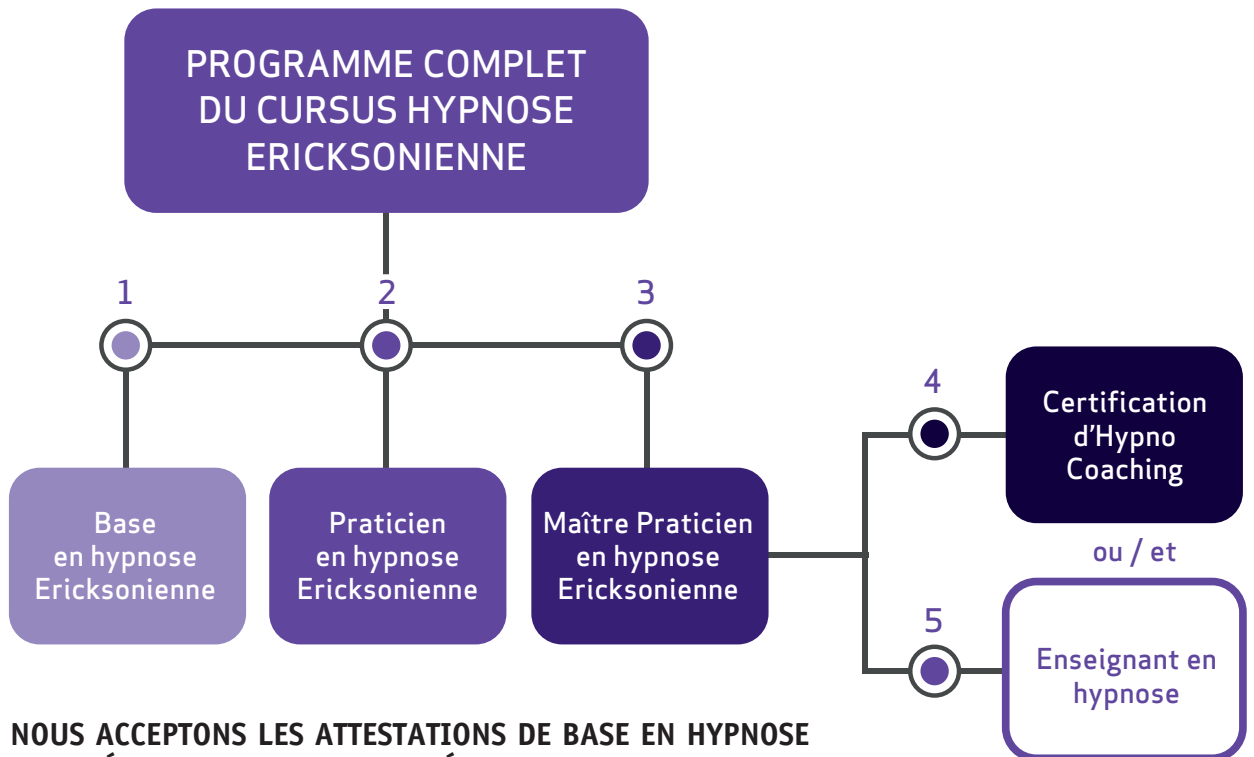 PROGRAMME COMPLET
DU CURSUS HYPNOSE
ERICKSONIENNE
1
2
3
Base
en hypnose
Ericksonienne
Praticien
en hypnose
Ericksonienne
Maître Praticien
en hypnose
Ericksonienne
4
Certification
d'Hypno
Coaching
ou / et
5
Enseignant en
hypnose
NOUS ACCEPTONS LES ATTESTATIONS DE BASE EN HYPNOSE